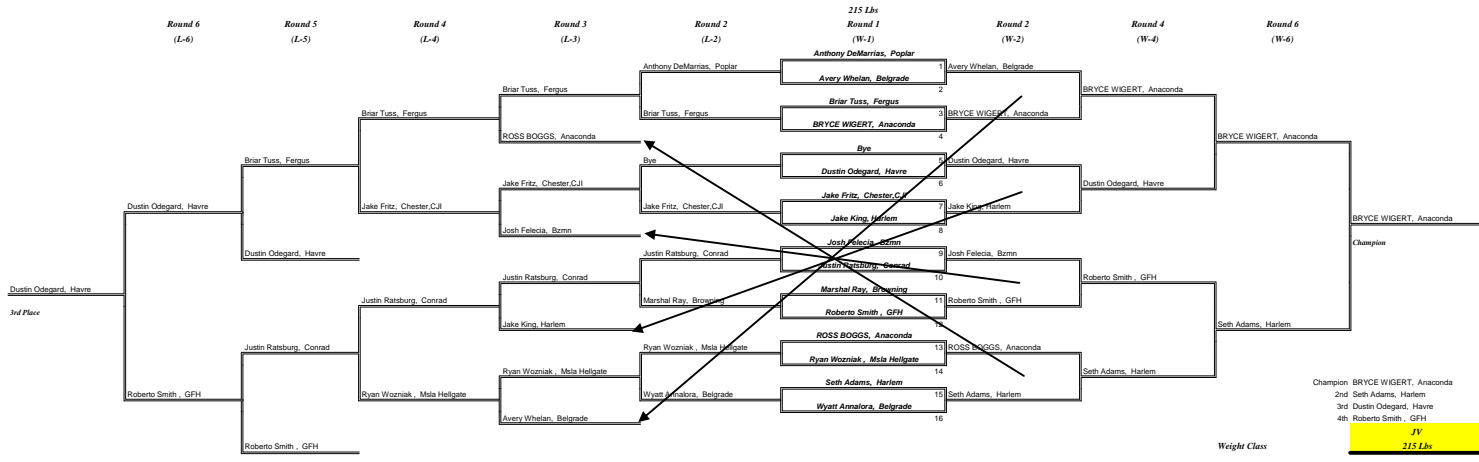 215 Lbs
Round 6 Round 5 Round 4 Round 3 Round 2 Round 1 Round 2 Round 4 Round 6
(L-6) (L-5) (L-4) (L-3) (L-2) (W-1) (W-2) (W-4) (W-6)
Anthony DeMarrias, Poplar
Anthony DeMarrias, Poplar 1 Avery Whelan, Belgrade
Avery Whelan, Belgrade
Briar Tuss, Fergus 2 BRYCE WIGERT, Anaconda
Briar Tuss, Fergus
Briar Tuss, Fergus Briar Tuss, Fergus 3 BRYCE WIGERT, Anaconda
BRYCE WIGERT, Anaconda
ROSS BOGGS, Anaconda 4 BRYCE WIGERT, Anaconda
Bye
Briar Tuss, Fergus Bye 5 Dustin Odegard, Havre
Dustin Odegard, Havre
Jake Fritz, Chester,CJI 6 Dustin Odegard, Havre
Jake Fritz, Chester,CJI
Dustin Odegard, Havre Jake Fritz, Chester,CJI Jake Fritz, Chester,CJI 7 Jake King, Harlem
Jake King, Harlem
BRYCE WIGERT, Anaconda
Josh Felecia, Bzmn 8
Josh Felecia, Bzmn
Champion
Dustin Odegard, Havre Justin Ratsburg, Conrad 9 Josh Felecia, Bzmn
Justin Ratsburg, Conrad
Justin Ratsburg, Conrad 10 Roberto Smith , GFH
Dustin Odegard, Havre
Marshal Ray, Browning
Justin Ratsburg, Conrad Marshal Ray, Browning 11 Roberto Smith , GFH
3rd Place
Roberto Smith , GFH
Jake King, Harlem 12 Seth Adams, Harlem
ROSS BOGGS, Anaconda
Justin Ratsburg, Conrad Ryan Wozniak , Msla Hellgate 13 ROSS BOGGS, Anaconda
Ryan Wozniak , Msla Hellgate
Ryan Wozniak , Msla Hellgate 14 Seth Adams, Harlem
Seth Adams, Harlem
Champion BRYCE WIGERT, Anaconda
Roberto Smith , GFH Ryan Wozniak , Msla Hellgate Wyatt Annalora, Belgrade 15 Seth Adams, Harlem
2nd Seth Adams, Harlem
Wyatt Annalora, Belgrade
3rd Dustin Odegard, Havre
Avery Whelan, Belgrade 16
4th Roberto Smith , GFH
JV
Roberto Smith , GFH
Weight Class 215 Lbs